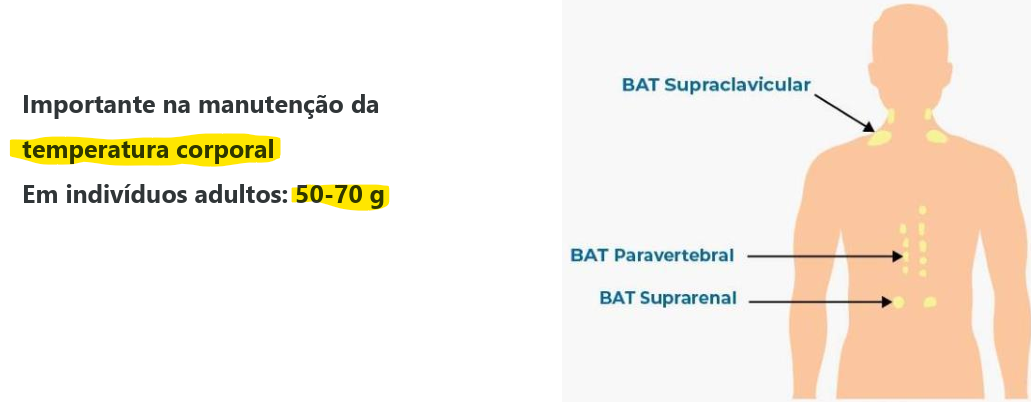 Importante na manutenção da
temperatura corporal
Em indivíduos adultos: 50-70 g
BAT Supraclavicular
BAT Paravertebral
BAT Suprarenal